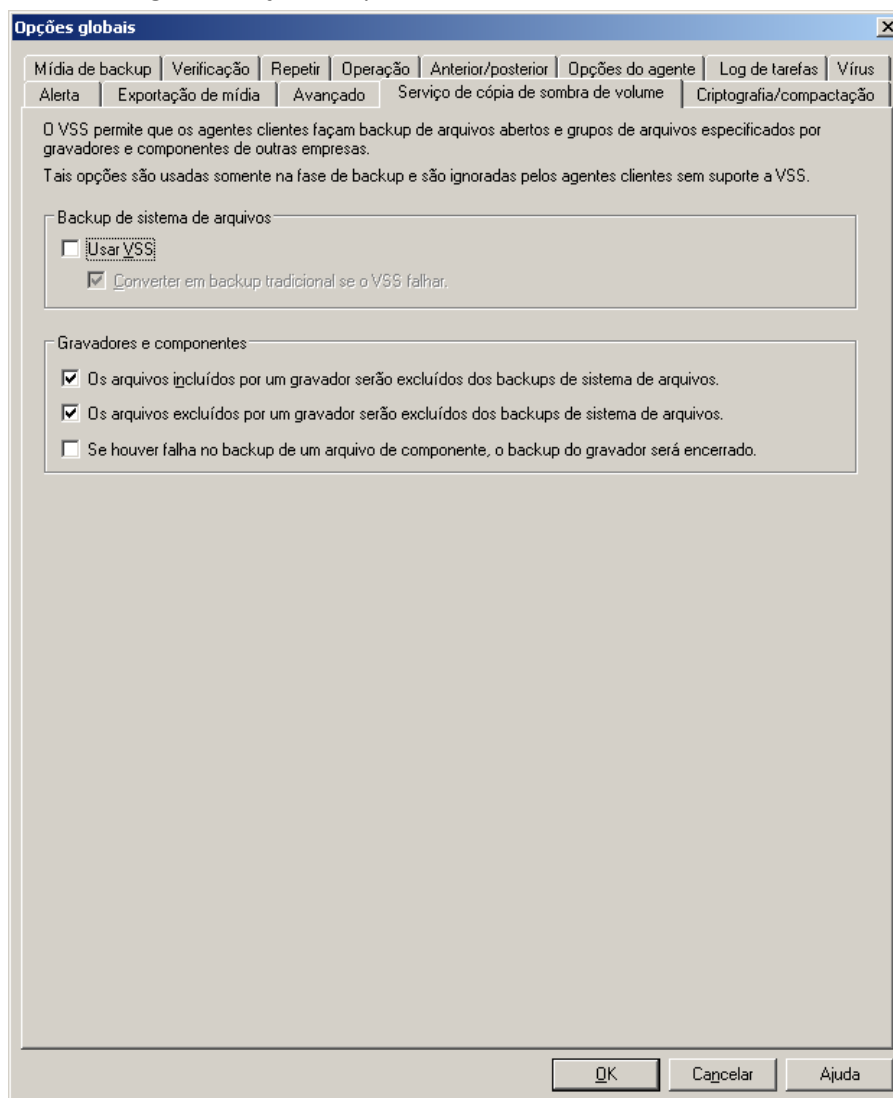 Opções globais
Mídia de backup Verificação Repetir Operação Anterior/posterior Opções do agente Log de tarefas Vírus
Alerta Exportação de mídia Avançado Serviço de cópia de sombra de volume Criptografia/compactação
O VSS permite que os agentes clientes façam backup de arquivos abertos e grupos de arquivos especificados por
gravadores e componentes de outras empresas.
Tais opções são usadas somente na fase de backup e são ignoradas pelos agentes clientes sem suporte a VSS.
Backup de sistema de arquivos
Usar VSS
Converter em backup tradicional se o VSS falhar.
Gravadores e componentes
Os arquivos incluídos por um gravador serão excluídos dos backups de sistema de arquivos.
Os arquivos excluídos por um gravador serão excluídos dos backups de sistema de arquivos.
Se houver falha no backup de um arquivo de componente, o backup do gravador será encerrado.
OK Cancelar Ajuda